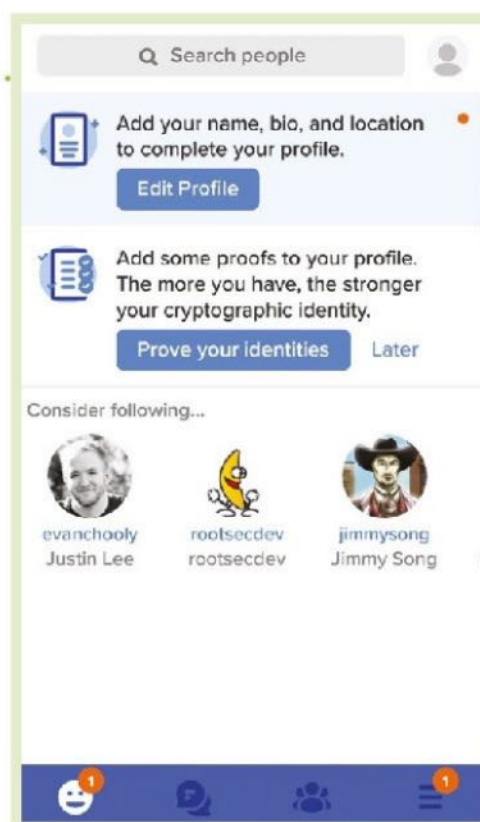 Search people
Add your name, bio, and location
to complete your profile.
Edit Profile
Add some proofs to your profile.
The more you have, the stronger
your cryptographic identity.
Prove your identities Later
Consider following...
evanchooly rootsecdev jimmysong
Justin Lee rootsecdev Jimmy Song
1 1